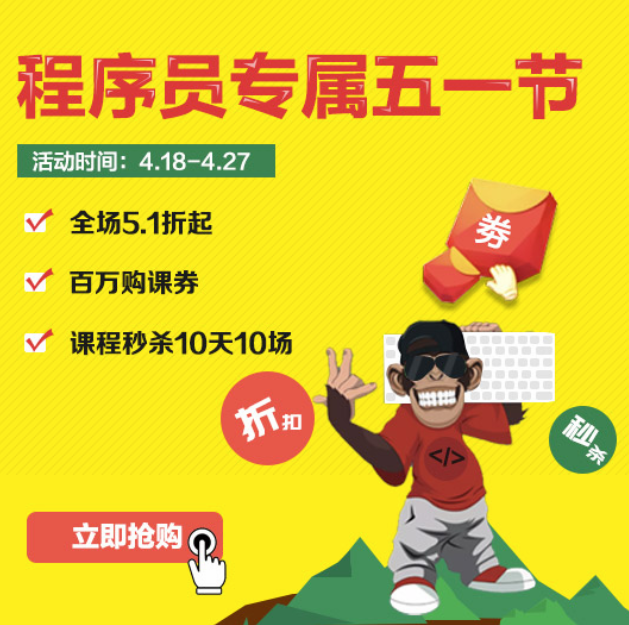 程序员专属五一节
活动时间：4.18-4.27
全场5.1折起
百万购课券
课程秒杀10天10场
券
折扣
秒杀
</>
立即抢购